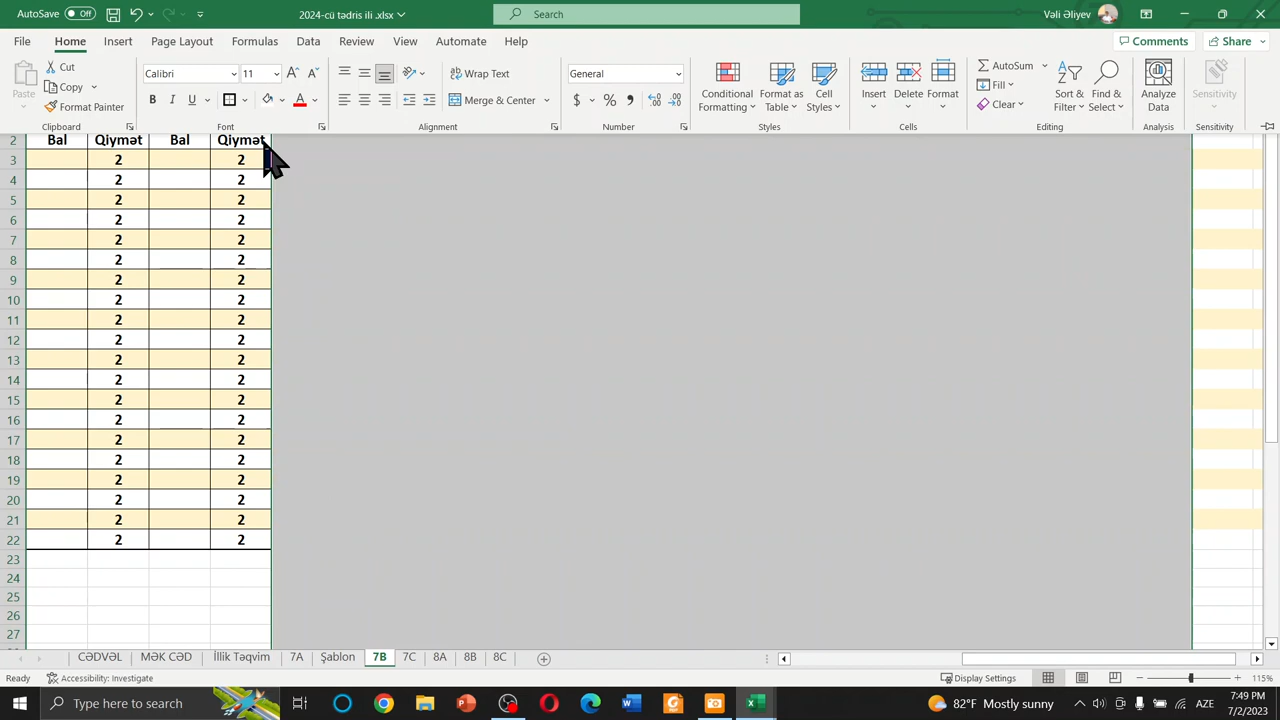 AutoSave Off 2024-cü tədris ili .xlsx Search Vəli Əliyev
File Home Insert Page Layout Formulas Data Review View Automate Help Comments Share
Paste Cut Copy Format Painter Clipboard
Calibri 11 B I U A Font
Wrap Text Merge & Center Alignment
General $ % Number
Conditional Formatting Format as Table Cell Styles Styles
Insert Delete Format Cells
AutoSum Fill Clear Sort & Filter Find & Select Editing
Analyze Data Analysis
Sensitivity Sensitivity
2 Bal Qiymət Bal Qiymət
3 2 2
4 2 2
5 2 2
6 2 2
7 2 2
8 2 2
9 2 2
10 2 2
11 2 2
12 2 2
13 2 2
14 2 2
15 2 2
16 2 2
17 2 2
18 2 2
19 2 2
20 2 2
21 2 2
22 2 2
23
24
25
26
27
CƏDVƏL MƏK CƏD İllik Təqvim 7A Şablon 7B 7C 8A 8B 8C
Ready Accessibility: Investigate Display Settings 115%
Type here to search 82°F Mostly sunny AZE 7:49 PM
7/2/2023